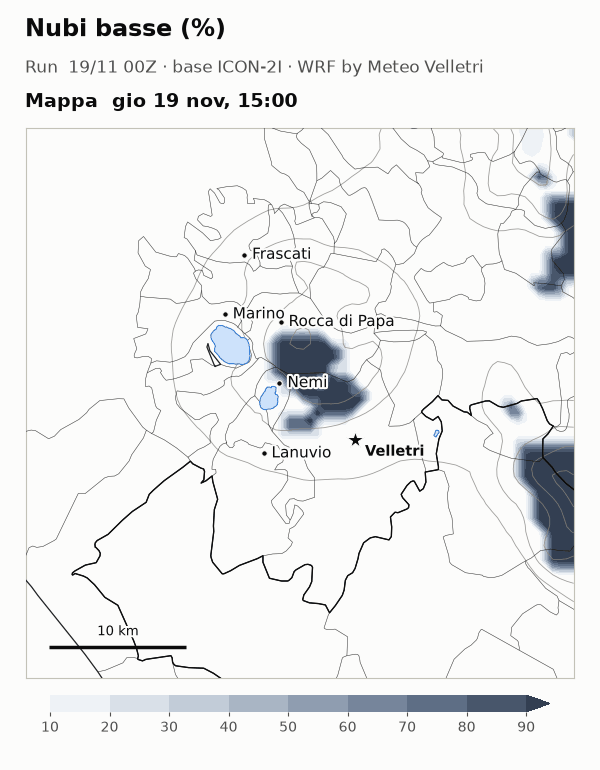 Nubi basse (%)
Run  19/11 00Z · base ICON-2I · WRF by Meteo Velletri
Mappa  gio 19 nov, 15:00
Frascati
Marino
Rocca di Papa
Nemi
Velletri
Lanuvio
10 km
10 20 30 40 50 60 70 80 90